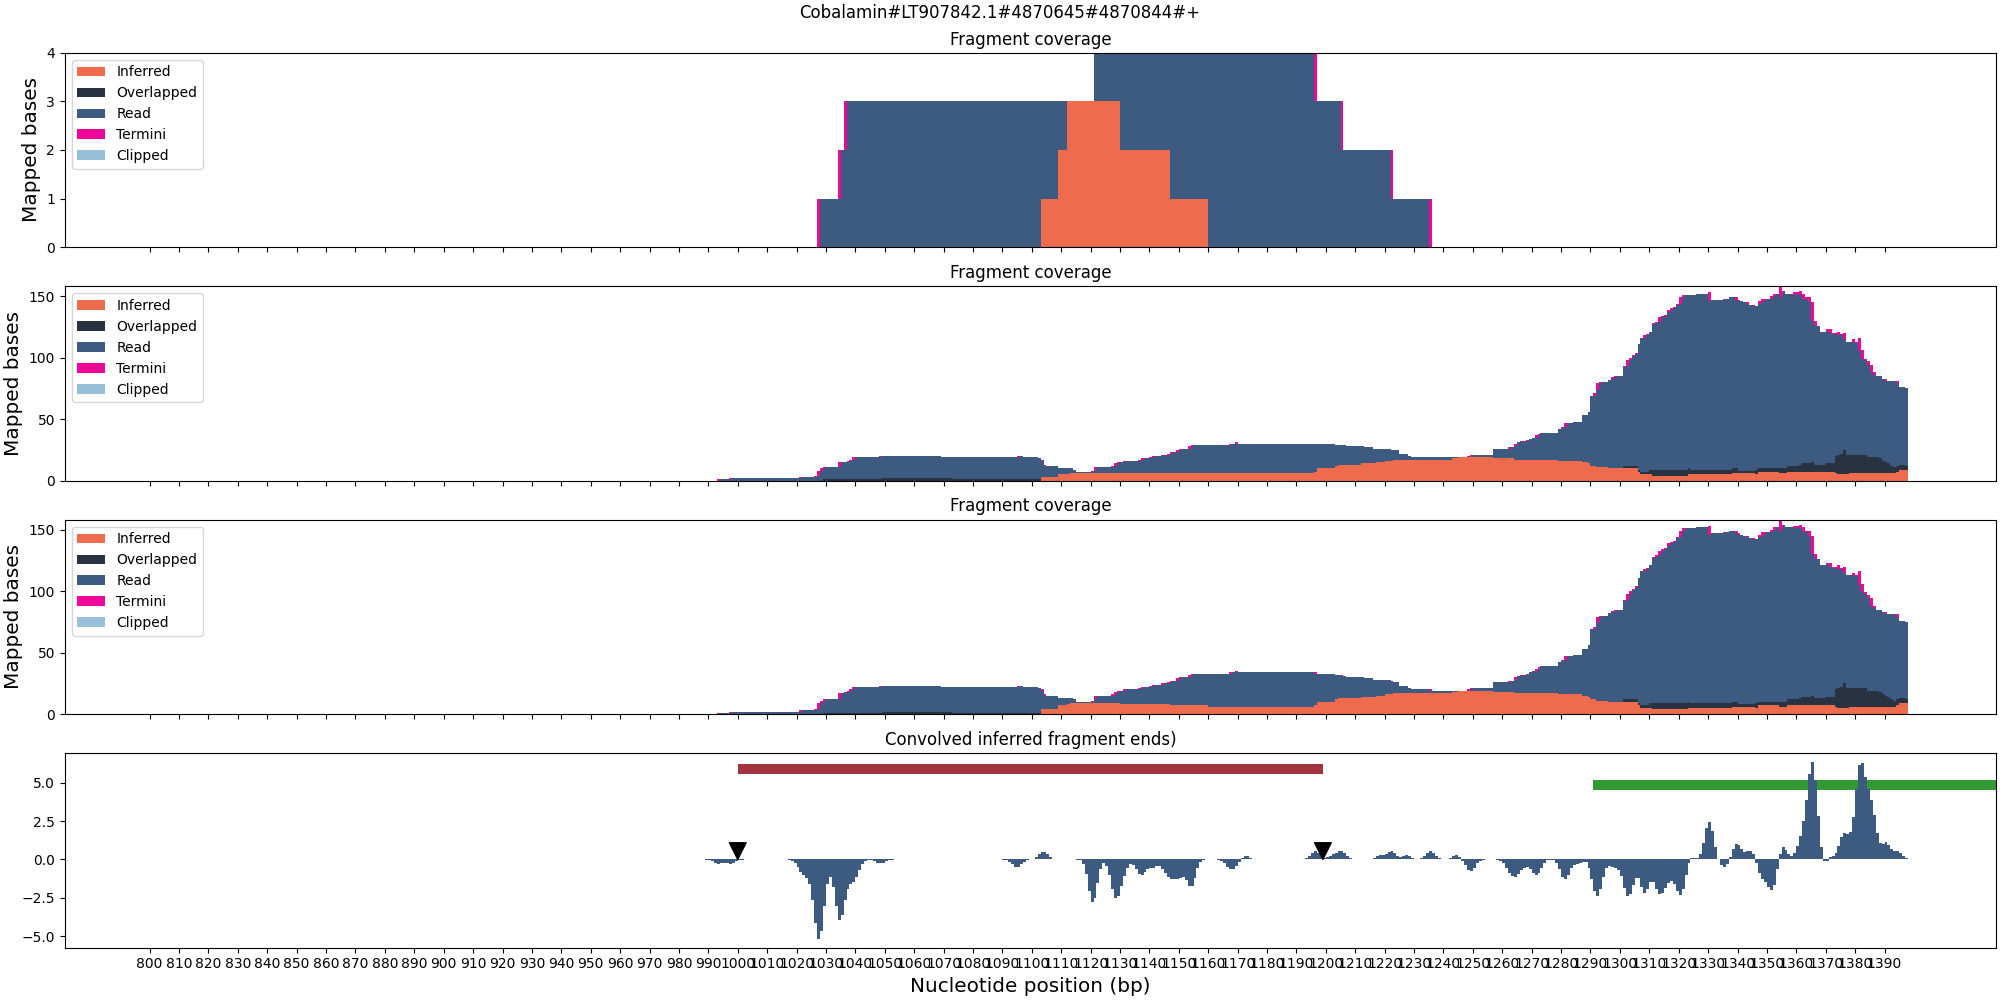 Cobalamin#LT907842.1#4870645#4870844#+
Fragment coverage
Mapped bases
4
3
2
1
0
Inferred
Overlapped
Read
Termini
Clipped
Fragment coverage
Mapped bases
150
100
50
0
Inferred
Overlapped
Read
Termini
Clipped
Fragment coverage
Mapped bases
150
100
50
0
Inferred
Overlapped
Read
Termini
Clipped
Convolved inferred fragment ends)
5.0
2.5
0.0
−2.5
−5.0
800 810 820 830 840 850 860 870 880 890 900 910 920 930 940 950 960 970 980 990 1000 1010 1020 1030 1040 1050 1060 1070 1080 1090 1100 1110 1120 1130 1140 1150 1160 1170 1180 1190 1200 1210 1220 1230 1240 1250 1260 1270 1280 1290 1300 1310 1320 1330 1340 1350 1360 1370 1380 1390
Nucleotide position (bp)